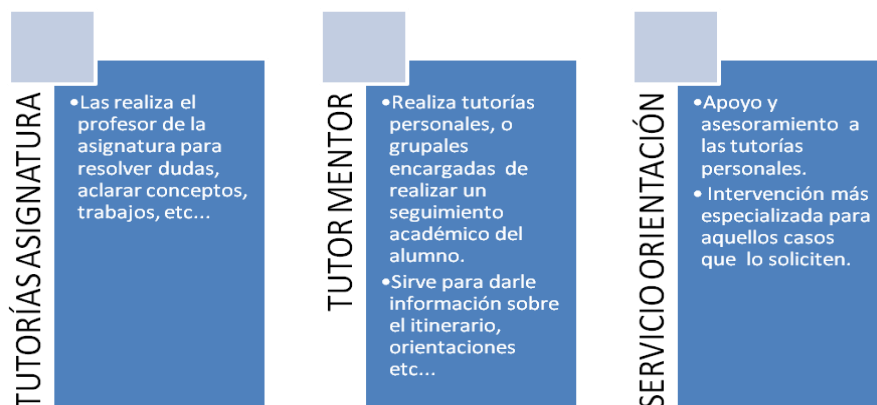 TUTORÍAS ASIGNATURA
•Las realiza el
profesor de la
asignatura para
resolver dudas,
aclarar conceptos,
trabajos, etc...
TUTOR MENTOR
•Realiza tutorías
personales, o
grupales
encargadas de
realizar un
seguimiento
académico del
alumno.
•Sirve para darle
información sobre
el itinerario,
orientaciones
etc...
SERVICIO ORIENTACIÓN
•Apoyo y
asesoramiento a
las tutorías
personales.
• Intervención más
especializada para
aquellos casos
que lo soliciten.